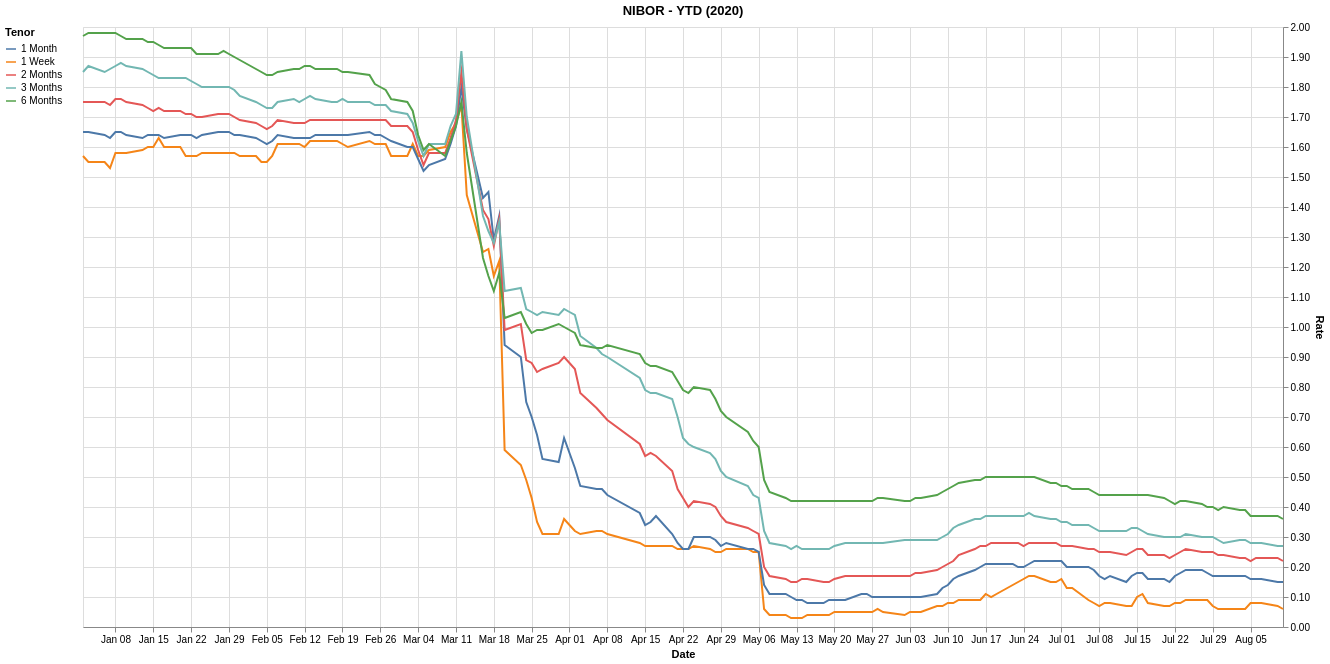 NIBOR - YTD (2020)
Tenor
1 Month
1 Week
2 Months
3 Months
6 Months
2.00
1.90
1.80
1.70
1.60
1.50
1.40
1.30
1.20
1.10
1.00
0.90
0.80
0.70
0.60
0.50
0.40
0.30
0.20
0.10
0.00
Rate
Jan 08 Jan 15 Jan 22 Jan 29 Feb 05 Feb 12 Feb 19 Feb 26 Mar 04 Mar 11 Mar 18 Mar 25 Apr 01 Apr 08 Apr 15 Apr 22 Apr 29 May 06 May 13 May 20 May 27 Jun 03 Jun 10 Jun 17 Jun 24 Jul 01 Jul 08 Jul 15 Jul 22 Jul 29 Aug 05
Date